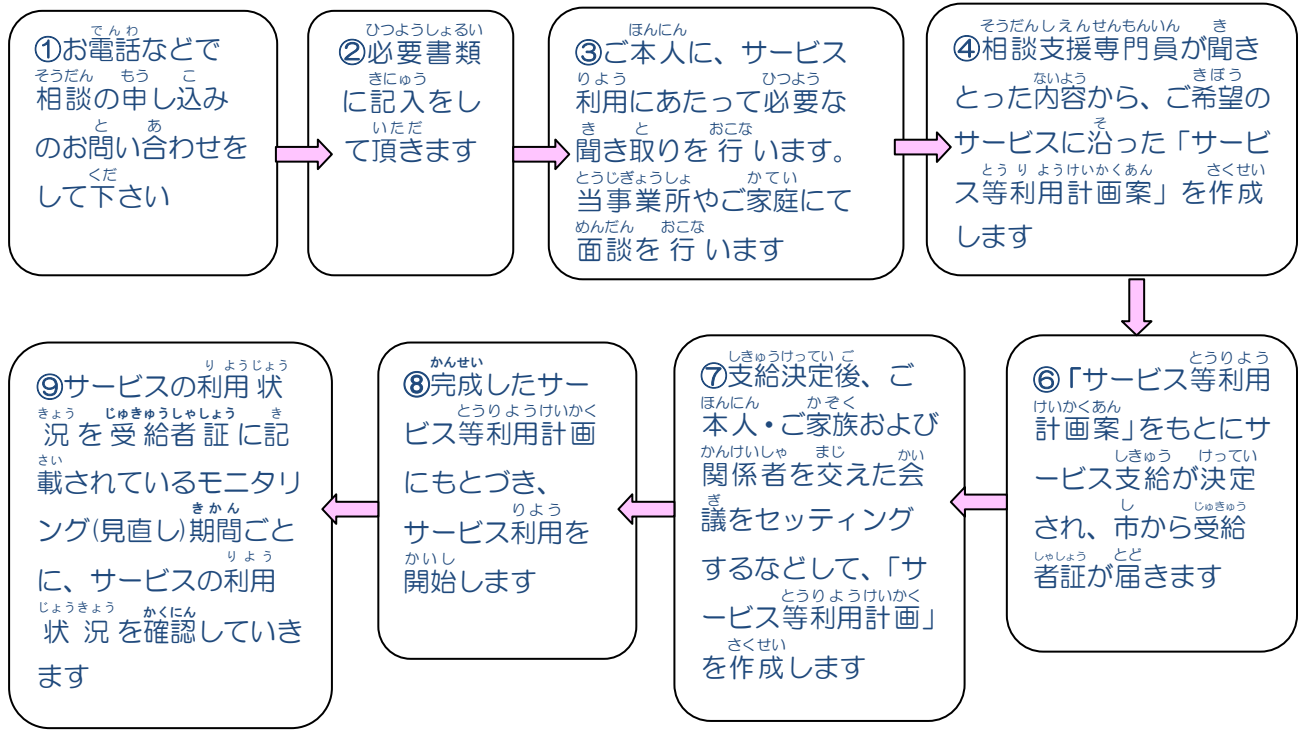 ①お電話などで
相談の申し込み
のお問い合わせを
して下さい
②必要書類
に記入をし
て頂きます
③ご本人に、サービス
利用にあたって必要な
聞き取りを行います。
当事業所やご家庭にて
面談を行います
④相談支援専門員が聞き
とった内容から、ご希望の
サービスに沿った「サービ
ス等利用計画案」を作成
します
⑥「サービス等利用
計画案」をもとにサ
ービス支給が決定
され、市から受給
者証が届きます
⑦支給決定後、ご
本人・ご家族および
関係者を交えた会
議をセッティング
するなどして、「サ
ービス等利用計画」
を作成します
⑧完成したサー
ビス等利用計画
にもとづき、
サービス利用を
開始します
⑨サービスの利用状
況を受給者証に記
載されているモニタリ
ング(見直し)期間ごと
に、サービスの利用
状況を確認していき
ます